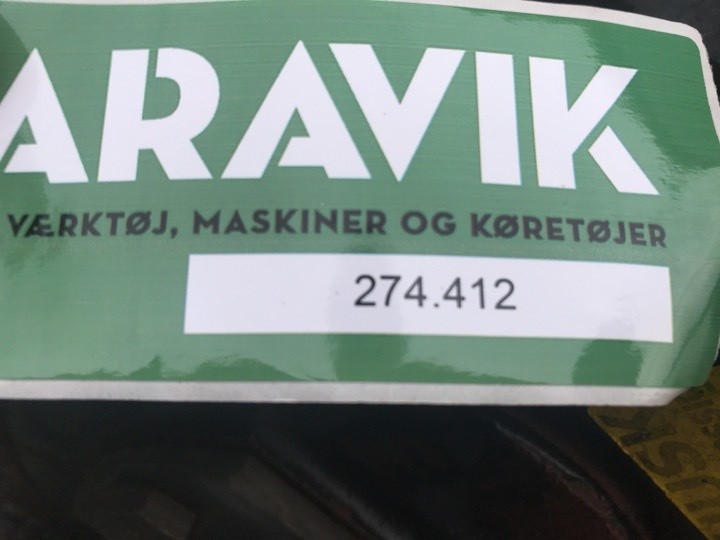 ARAVIK
VÆRKTØJ, MASKINER OG KØRETØJER
274.412